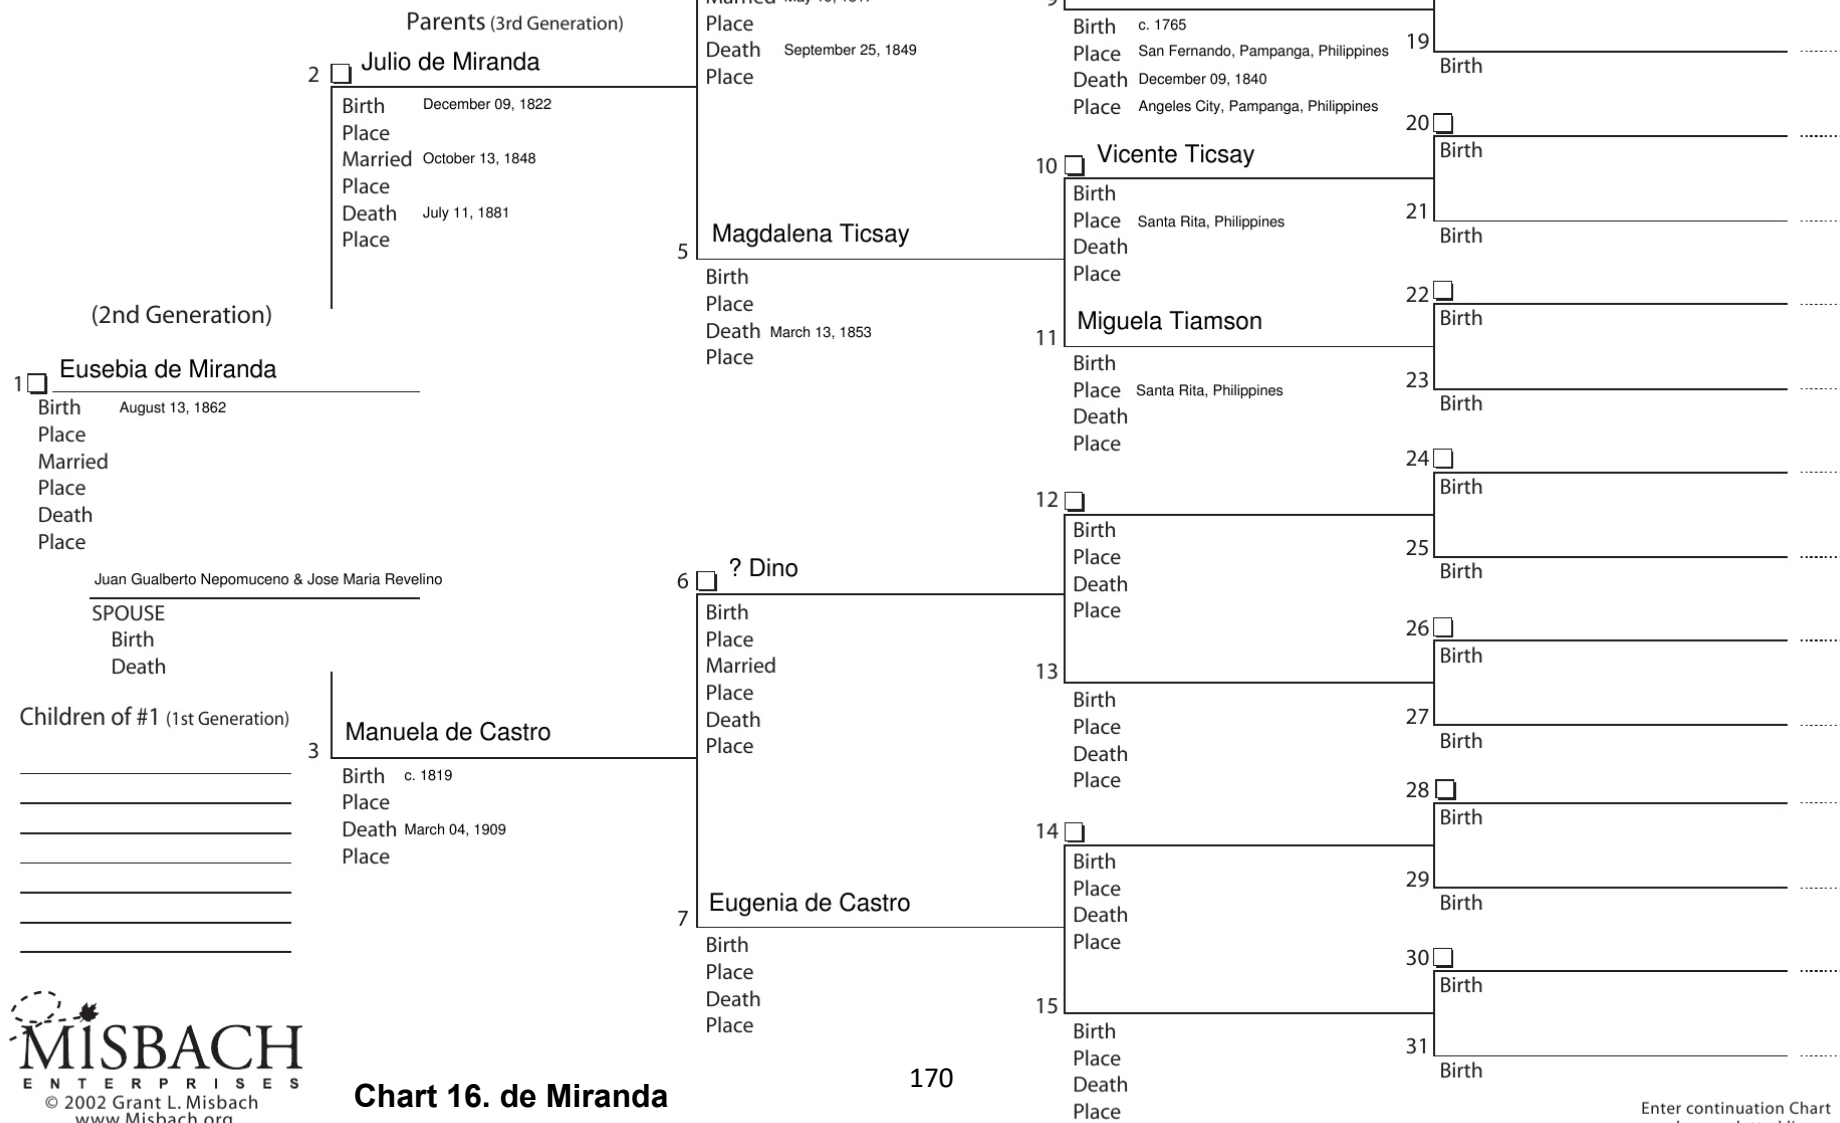 Parents (3rd Generation)
2 Julio de Miranda
Birth December 09, 1822
Place
Married October 13, 1848
Place
Death July 11, 1881
Place
(2nd Generation)
1 Eusebia de Miranda
Birth August 13, 1862
Place
Married
Place
Death
Place
Juan Gualberto Nepomuceno & Jose Maria Revelino
SPOUSE
Birth
Death
Children of #1 (1st Generation)
3 Manuela de Castro
Birth c. 1819
Place
Death March 04, 1909
Place
Married May
Place
Death September 25, 1849
Place
5 Magdalena Ticsay
Birth
Place
Death March 13, 1853
Place
6 ? Dino
Birth
Place
Married
Place
Death
Place
7 Eugenia de Castro
Birth
Place
Death
Place
9
Birth c. 1765
Place San Fernando, Pampanga, Philippines
Death December 09, 1840
Place Angeles City, Pampanga, Philippines
10 Vicente Ticsay
Birth
Place Santa Rita, Philippines
Death
Place
11 Miguela Tiamson
Birth
Place Santa Rita, Philippines
Death
Place
12
Birth
Place
Death
Place
13
Birth
Place
Death
Place
14
Birth
Place
Death
Place
15
Birth
Place
Death
Place
19
Birth
20
Birth
21
Birth
22
Birth
23
Birth
24
Birth
25
Birth
26
Birth
27
Birth
28
Birth
29
Birth
30
Birth
31
Birth
MISBACH
ENTERPRISES
© 2002 Grant L. Misbach
www.Misbach.org
Chart 16. de Miranda
170
Enter continuation Chart